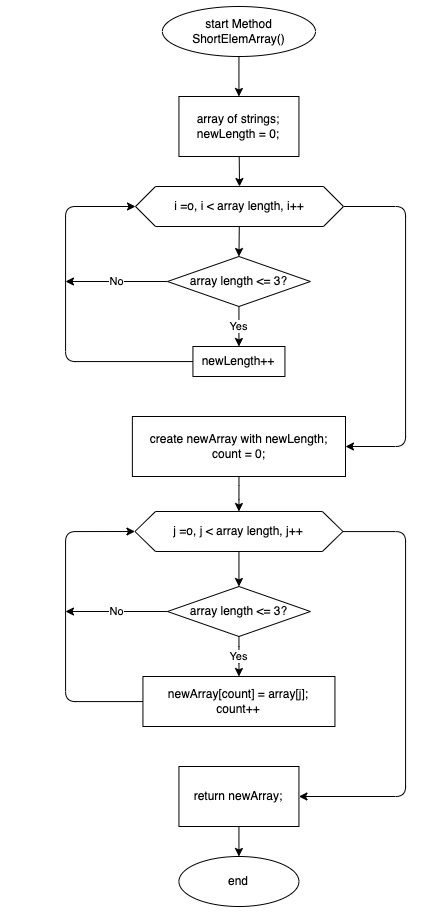 start Method
ShortElemArray()
array of strings;
newLength = 0;
i =o, i < array length, i++
array length <= 3?
No
Yes
newLength++
create newArray with newLength;
count = 0;
j =o, j < array length, j++
array length <= 3?
No
Yes
newArray[count] = array[j];
count++
return newArray;
end